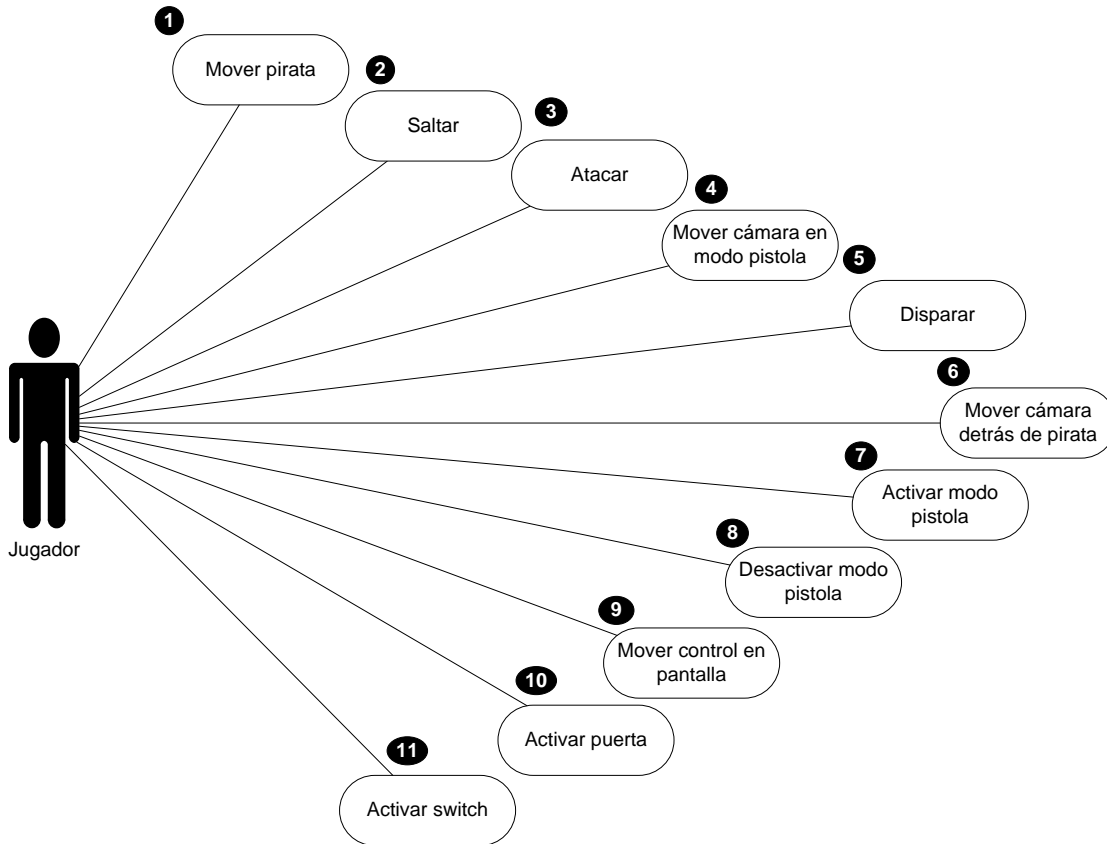 1
Mover pirata
2
Saltar
3
Atacar
4
Mover cámara en
modo pistola
5
Disparar
6
Mover cámara
detrás de pirata
7
Activar modo
pistola
8
Desactivar modo
pistola
9
Mover control en
pantalla
10
Activar puerta
11
Activar switch
Jugador